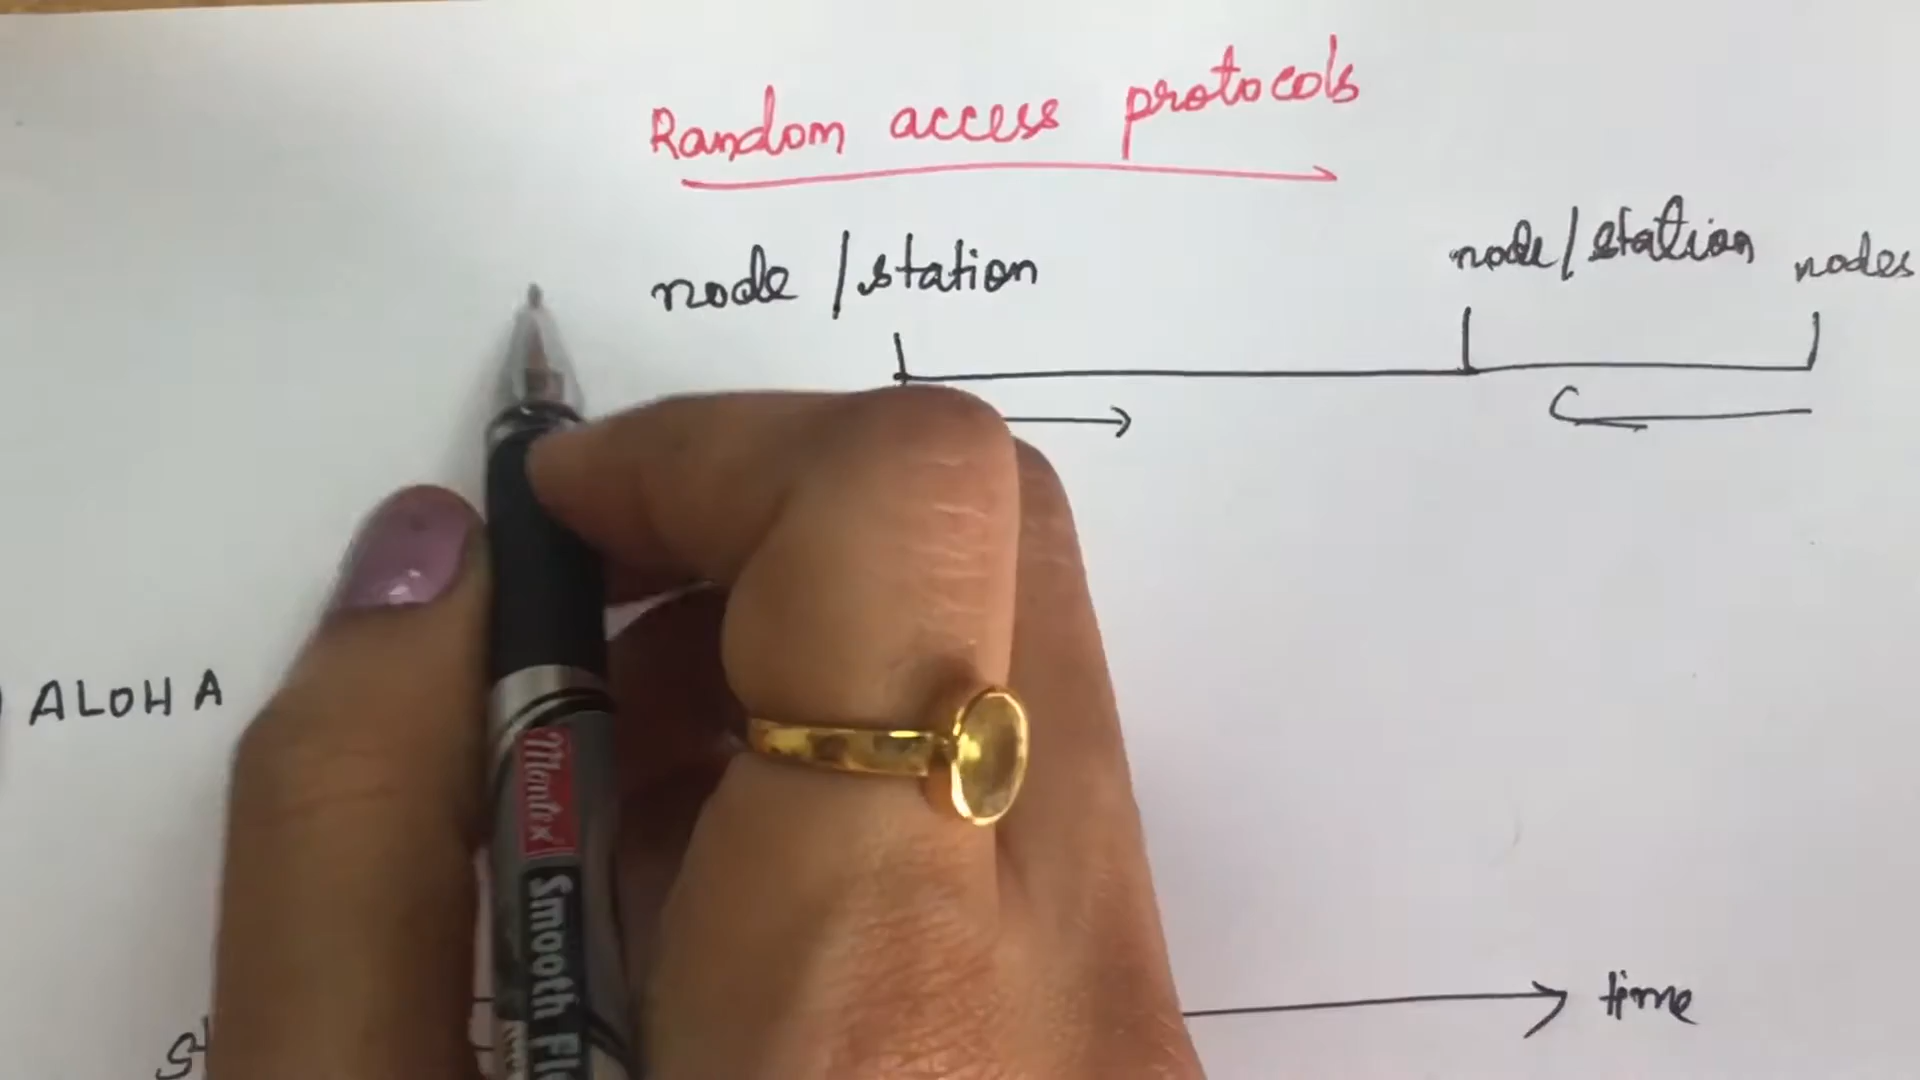 Random access protocols
node / station
node / station nodes
ALOHA
Montex
Smooth
time